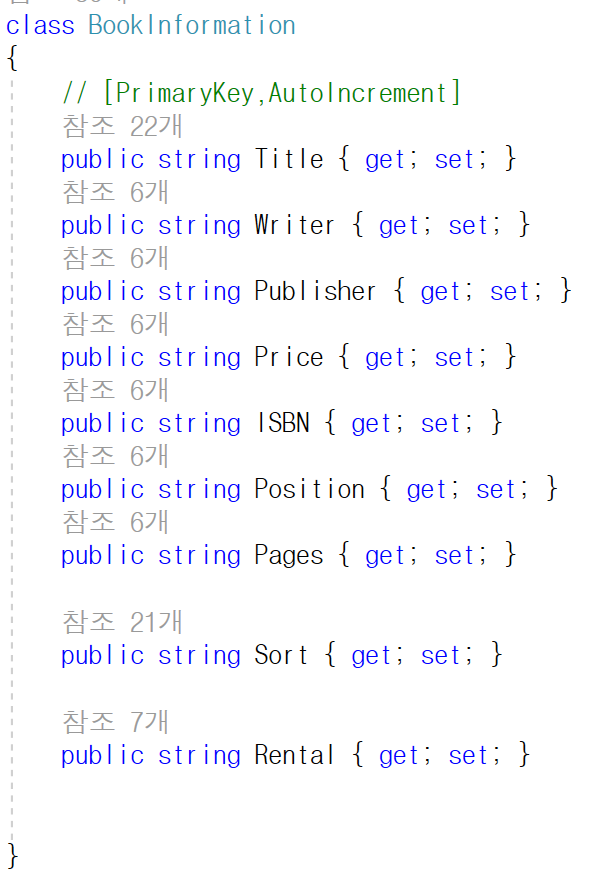 class BookInformation
{
// [PrimaryKey,AutoIncrement]
참조 22개
public string Title { get; set; }
참조 6개
public string Writer { get; set; }
참조 6개
public string Publisher { get; set; }
참조 6개
public string Price { get; set; }
참조 6개
public string ISBN { get; set; }
참조 6개
public string Position { get; set; }
참조 6개
public string Pages { get; set; }
참조 21개
public string Sort { get; set; }
참조 7개
public string Rental { get; set; }
}